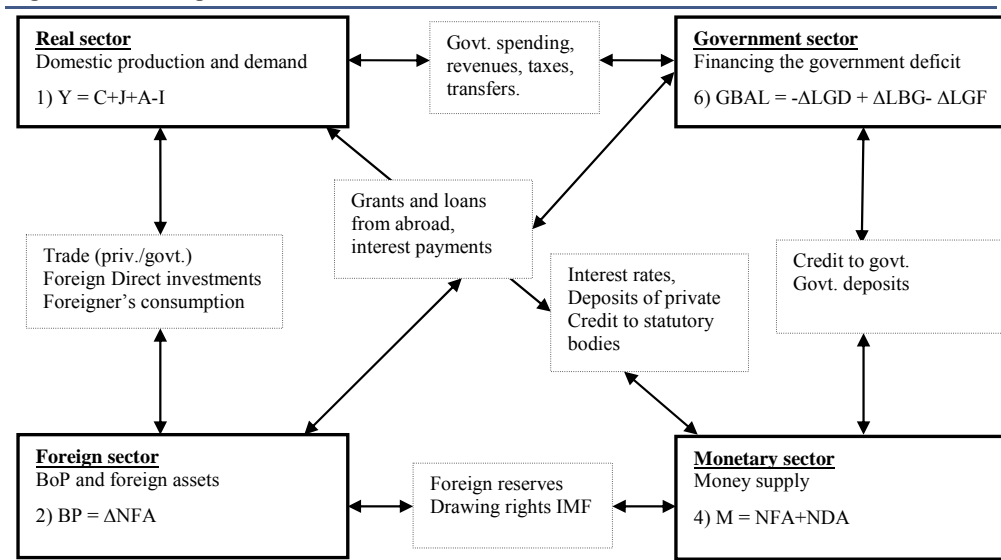 Real sector
Domestic production and demand
1) Y = C+J+A-I
Govt. spending,
revenues, taxes,
transfers.
Government sector
Financing the government deficit
6) GBAL = -ΔLGD + ΔLBG- ΔLGF
Grants and loans
from abroad,
interest payments
Trade (priv./govt.)
Foreign Direct investments
Foreigner's consumption
Interest rates,
Deposits of private
Credit to statutory
bodies
Credit to govt.
Govt. deposits
Foreign sector
BoP and foreign assets
2) BP = ΔNFA
Foreign reserves
Drawing rights IMF
Monetary sector
Money supply
4) M = NFA+NDA